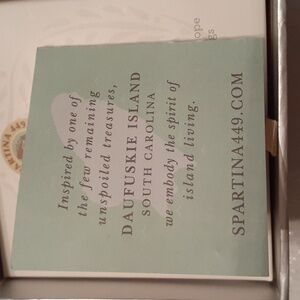 Inspired by one of
the few remaining
unspoiled treasures,
DAUFUSKIE ISLAND
SOUTH CAROLINA
we embody the spirit of
island living.
SPARTINA449.COM